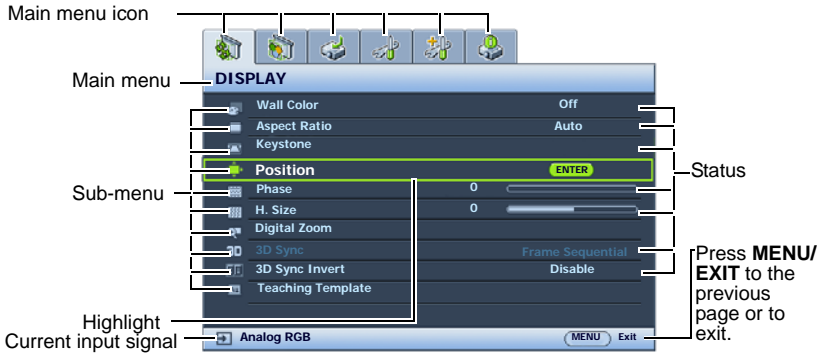 Main menu icon
Main menu
DISPLAY
Wall Color Off
Aspect Ratio Auto
Keystone
Position ENTER
Sub-menu
Phase 0
Status
H. Size 0
Digital Zoom
3D 3D Sync Frame Sequential
3D Sync Invert Disable
Teaching Template
Press MENU/
EXIT to the
previous
page or to
exit.
Highlight
Current input signal
Analog RGB MENU Exit